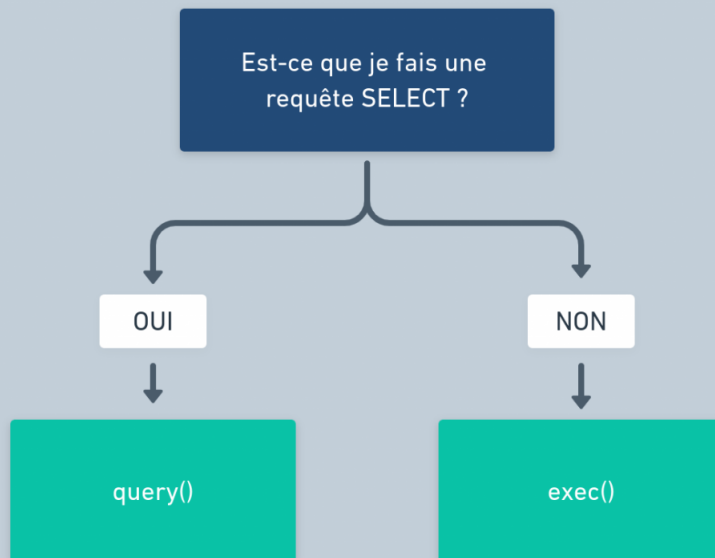 Est-ce que je fais une
requête SELECT ?
OUI
NON
query()
exec()